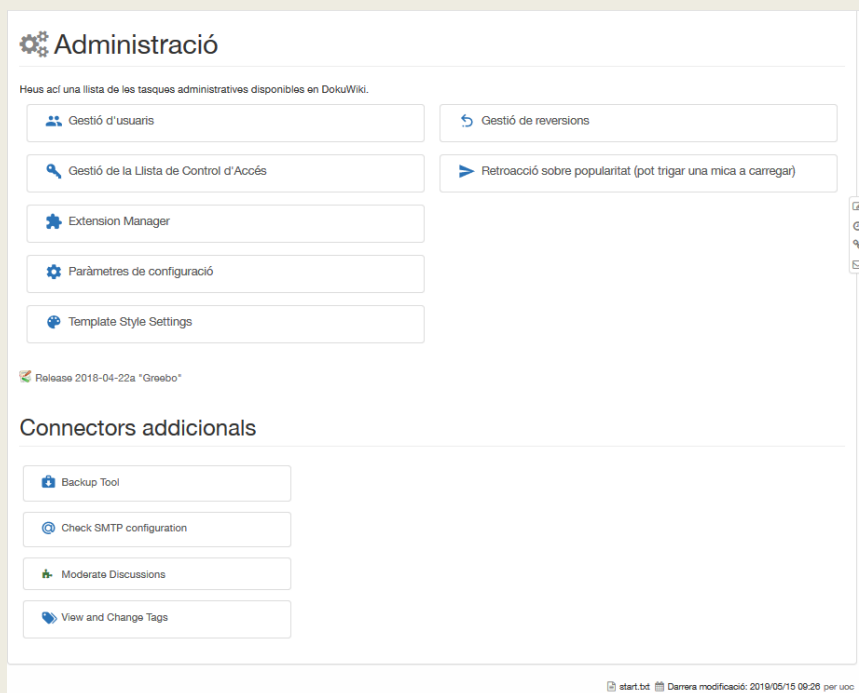 Administració
Heus ací una llista de les tasques administratives disponibles en DokuWiki.
Gestió d'usuaris
Gestió de la Llista de Control d'Accés
Extension Manager
Paràmetres de configuració
Template Style Settings
Gestió de reversions
Retroacció sobre popularitat (pot trigar una mica a carregar)
Release 2018-04-22a "Greebo"
Connectors addicionals
Backup Tool
Check SMTP configuration
Moderate Discussions
View and Change Tags
start.txt Darrera modificació: 2019/05/15 09:26 per uoc